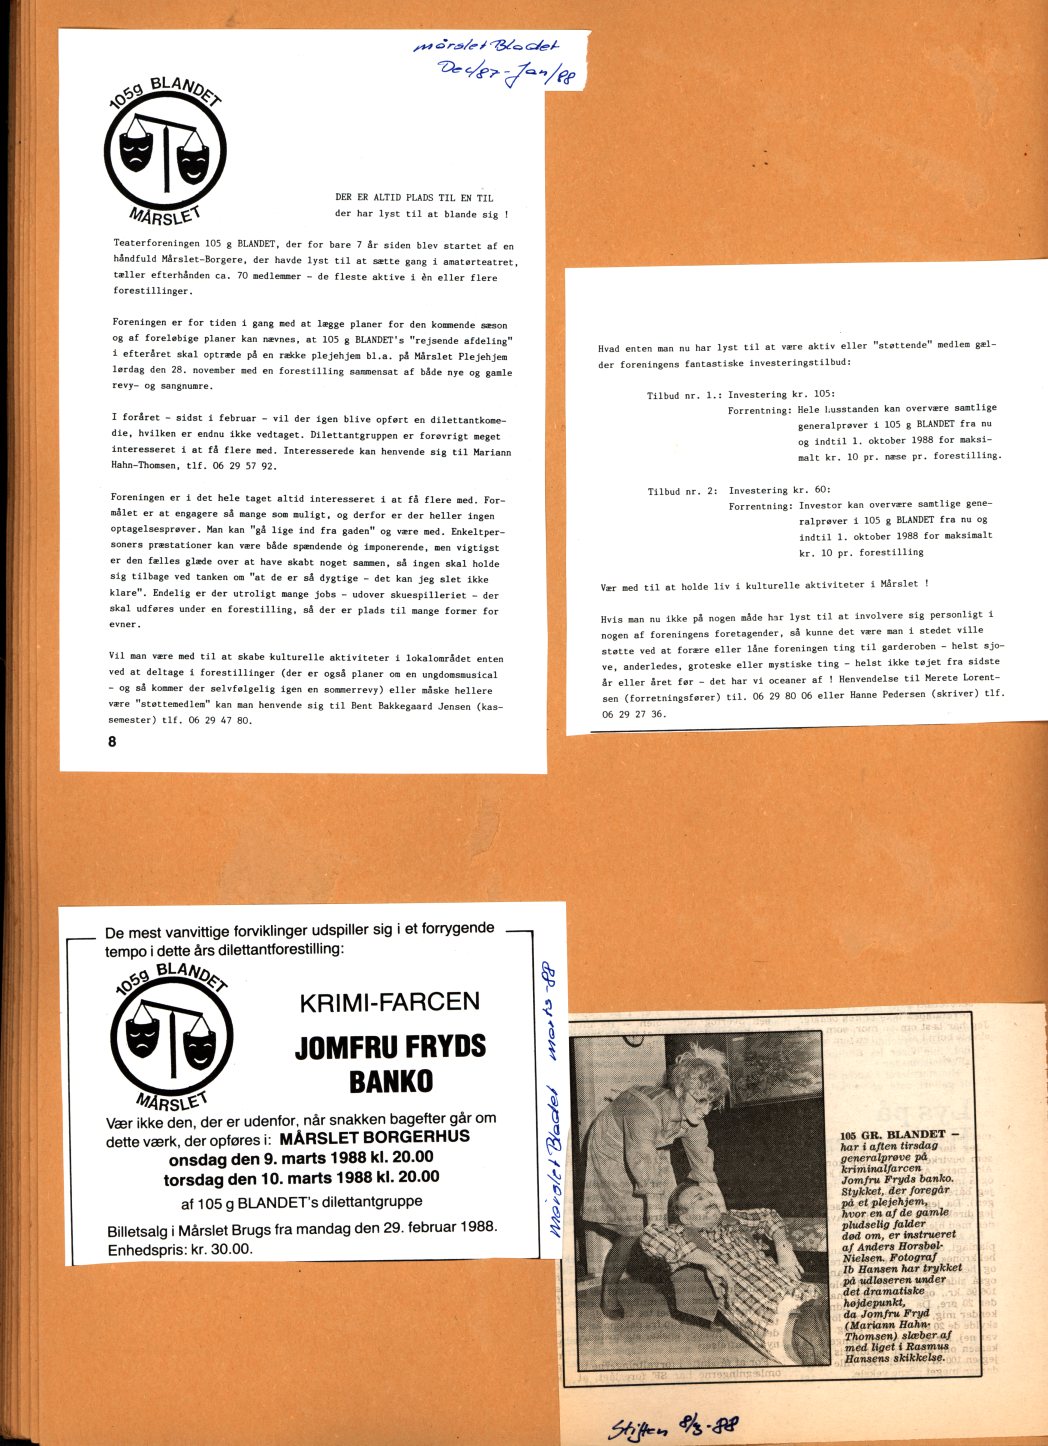 mårslet Bladet
Dec/87-Jan/88
105g BLANDET
MÅRSLET
DER ER ALTID PLADS TIL EN TIL
der har lyst til at blande sig !
Teaterforeningen 105 g BLANDET, der for bare 7 år siden blev startet af en
håndfuld Mårslet-Borgere, der havde lyst til at sætte gang i amatørteatret,
tæller efterhånden ca. 70 medlemmer - de fleste aktive i èn eller flere
forestillinger.
Foreningen er for tiden i gang med at lægge planer for den kommende sæson
og af foreløbige planer kan nævnes, at 105 g BLANDET's "rejsende afdeling"
i efteråret skal optræde på en række plejehjem bl.a. på Mårslet Plejehjem
lørdag den 28. november med en forestilling sammensat af både nye og gamle
revy- og sangnumre.
I foråret - sidst i februar - vil der igen blive opført en dilettantkome-
die, hvilken er endnu ikke vedtaget. Dilettantgruppen er forøvrigt meget
interesseret i at få flere med. Interesserede kan henvende sig til Mariann
Hahn-Thomsen, tlf. 06 29 57 92.
Foreningen er i det hele taget altid interesseret i at få flere med. For-
målet er at engagere så mange som muligt, og derfor er der heller ingen
optagelsesprøver. Man kan "gå lige ind fra gaden" og være med. Enkeltper-
soners præstationer kan være både spændende óg imponerende, men vigtigst
er den fælles glæde over at have skabt noget sammen, så ingen skal holde
sig tilbage ved tanken om "at de er så dygtige - det kan jeg slet ikke
klare". Endelig er der utroligt mange jobs - udover skuespilleriet - der
skal udføres under en forestilling, så der er plads til mange former for
evner.
Vil man være med til at skabe kulturelle aktiviteter i lokalområdet enten
ved at deltage i forestillinger (der er også planer om en ungdomsmusical
- og så kommer der selvfølgelig igen en sommerrevy) eller måske hellere
være "støttemedlem" kan man henvende sig til Bent Bakkegaard Jensen (kas-
semester) tlf. 06 29 47 80.
8
Hvad enten man nu har lyst til at være aktiv eller "støttende" medlem gæl-
der foreningens fantastiske investeringstilbud:
Tilbud nr. 1.: Investering kr. 105:
Forrentning: Hele husstanden kan overvære samtlige
generalprøver i 105 g BLANDET fra nu
og indtil 1. oktober 1988 for maksi-
malt kr. 10 pr. næse pr. forestilling.
Tilbud nr. 2: Investering kr. 60:
Forrentning: Investor kan overvære samtlige gene-
ralprøver i 105 g BLANDET fra nu og
indtil 1. oktober 1988 for maksimalt
kr. 10 pr. forestilling
Vær med til at holde liv i kulturelle aktiviteter i Mårslet !
Hvis man nu ikke på nogen måde har lyst til at involvere sig personligt i
nogen af foreningens foretagender, så kunne det være man i stedet ville
støtte ved at forære eller låne foreningen ting til garderoben - helst sjo-
ve, anderledes, groteske eller mystiske ting - helst ikke tøjet fra sidste
år eller året før - det har vi oceaner af ! Henvendelse til Merete Lorent-
sen (forretningsfører) til. 06 29 80 06 eller Hanne Pedersen (skriver) tlf.
06 29 27 36.
De mest vanvittige forviklinger udspiller sig i et forrygende
tempo i dette års dilettantforestilling:
105g BLANDET
MÅRSLET
KRIMI-FARCEN
JOMFRU FRYDS
BANKO
Vær ikke den, der er udenfor, når snakken bagefter går om
dette værk, der opføres i: MÅRSLET BORGERHUS
onsdag den 9. marts 1988 kl. 20.00
torsdag den 10. marts 1988 kl. 20.00
af 105 g BLANDET's dilettantgruppe
Billetsalg i Mårslet Brugs fra mandag den 29. februar 1988.
Enhedspris: kr. 30.00.
Mårslet Bladet marts -88
105 GR. BLANDET –
har i aften tirsdag
generalprøve på
kriminalfarcen
Jomfru Fryds banko.
Stykket, der foregår
på et plejehjem,
hvor en af de gamle
pludselig falder
død om, er instrueret
af Anders Horsbøl-
Nielsen. Fotograf
Ib Hansen har trykket
på udløseren under
det dramatiske
højdepunkt,
da Jomfru Fryd
(Mariann Hahn-
Thomsen) slæber af
med liget i Rasmus
Hansens skikkelse.
Stiften 8/3-88